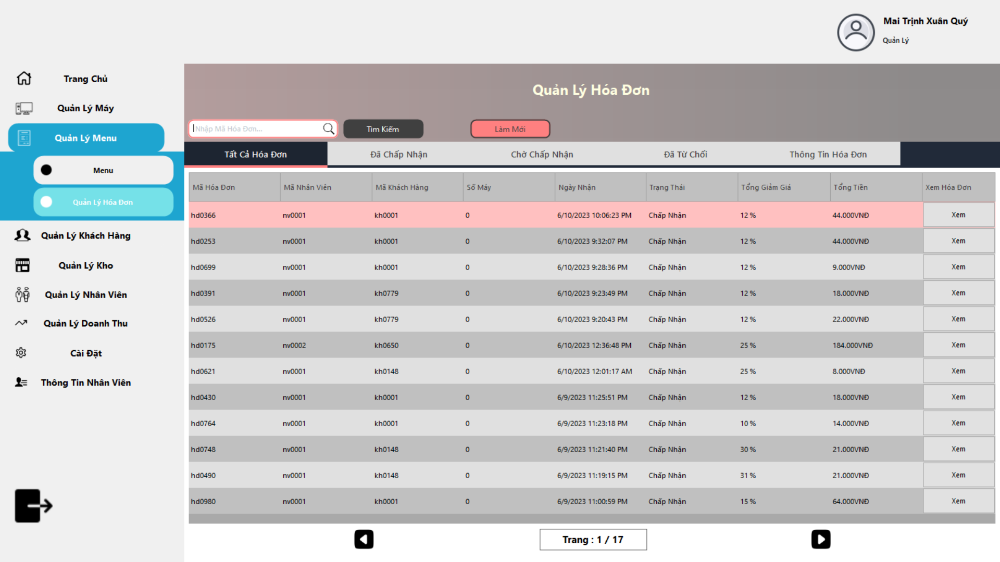 Mai Trịnh Xuân Quý
Quản Lý
Trang Chủ
Quản Lý Máy
Quản Lý Menu
Menu
Quản Lý Hóa Đơn
Quản Lý Khách Hàng
Quản Lý Kho
Quản Lý Nhân Viên
Quản Lý Doanh Thu
Cài Đặt
Thông Tin Nhân Viên
Quản Lý Hóa Đơn
Nhập Mã Hóa Đơn...
Tìm Kiếm
Làm Mới
Tất Cả Hóa Đơn Đã Chấp Nhận Chờ Chấp Nhận Đã Từ Chối Thông Tin Hóa Đơn
Mã Hóa Đơn Mã Nhân Viên Mã Khách Hàng Số Máy Ngày Nhận Trạng Thái Tổng Giảm Giá Tổng Tiền Xem Hóa Đơn
hd0366 nv0001 kh0001 0 6/10/2023 10:06:23 PM Chấp Nhận 12 % 44.000VNĐ Xem
hd0253 nv0001 kh0001 0 6/10/2023 9:32:07 PM Chấp Nhận 12 % 44.000VNĐ Xem
hd0699 nv0001 kh0001 0 6/10/2023 9:28:36 PM Chấp Nhận 12 % 9.000VNĐ Xem
hd0391 nv0001 kh0779 0 6/10/2023 9:23:49 PM Chấp Nhận 12 % 18.000VNĐ Xem
hd0526 nv0001 kh0779 0 6/10/2023 9:20:43 PM Chấp Nhận 12 % 22.000VNĐ Xem
hd0175 nv0002 kh0650 0 6/10/2023 12:36:48 PM Chấp Nhận 25 % 184.000VNĐ Xem
hd0621 nv0001 kh0148 0 6/10/2023 12:01:17 AM Chấp Nhận 25 % 8.000VNĐ Xem
hd0430 nv0001 kh0001 0 6/9/2023 11:25:51 PM Chấp Nhận 12 % 18.000VNĐ Xem
hd0764 nv0001 kh0001 0 6/9/2023 11:23:18 PM Chấp Nhận 10 % 14.000VNĐ Xem
hd0748 nv0001 kh0148 0 6/9/2023 11:21:40 PM Chấp Nhận 30 % 21.000VNĐ Xem
hd0490 nv0001 kh0148 0 6/9/2023 11:19:15 PM Chấp Nhận 31 % 21.000VNĐ Xem
hd0980 nv0001 kh0001 0 6/9/2023 11:00:59 PM Chấp Nhận 15 % 64.000VNĐ Xem
Trang : 1 / 17